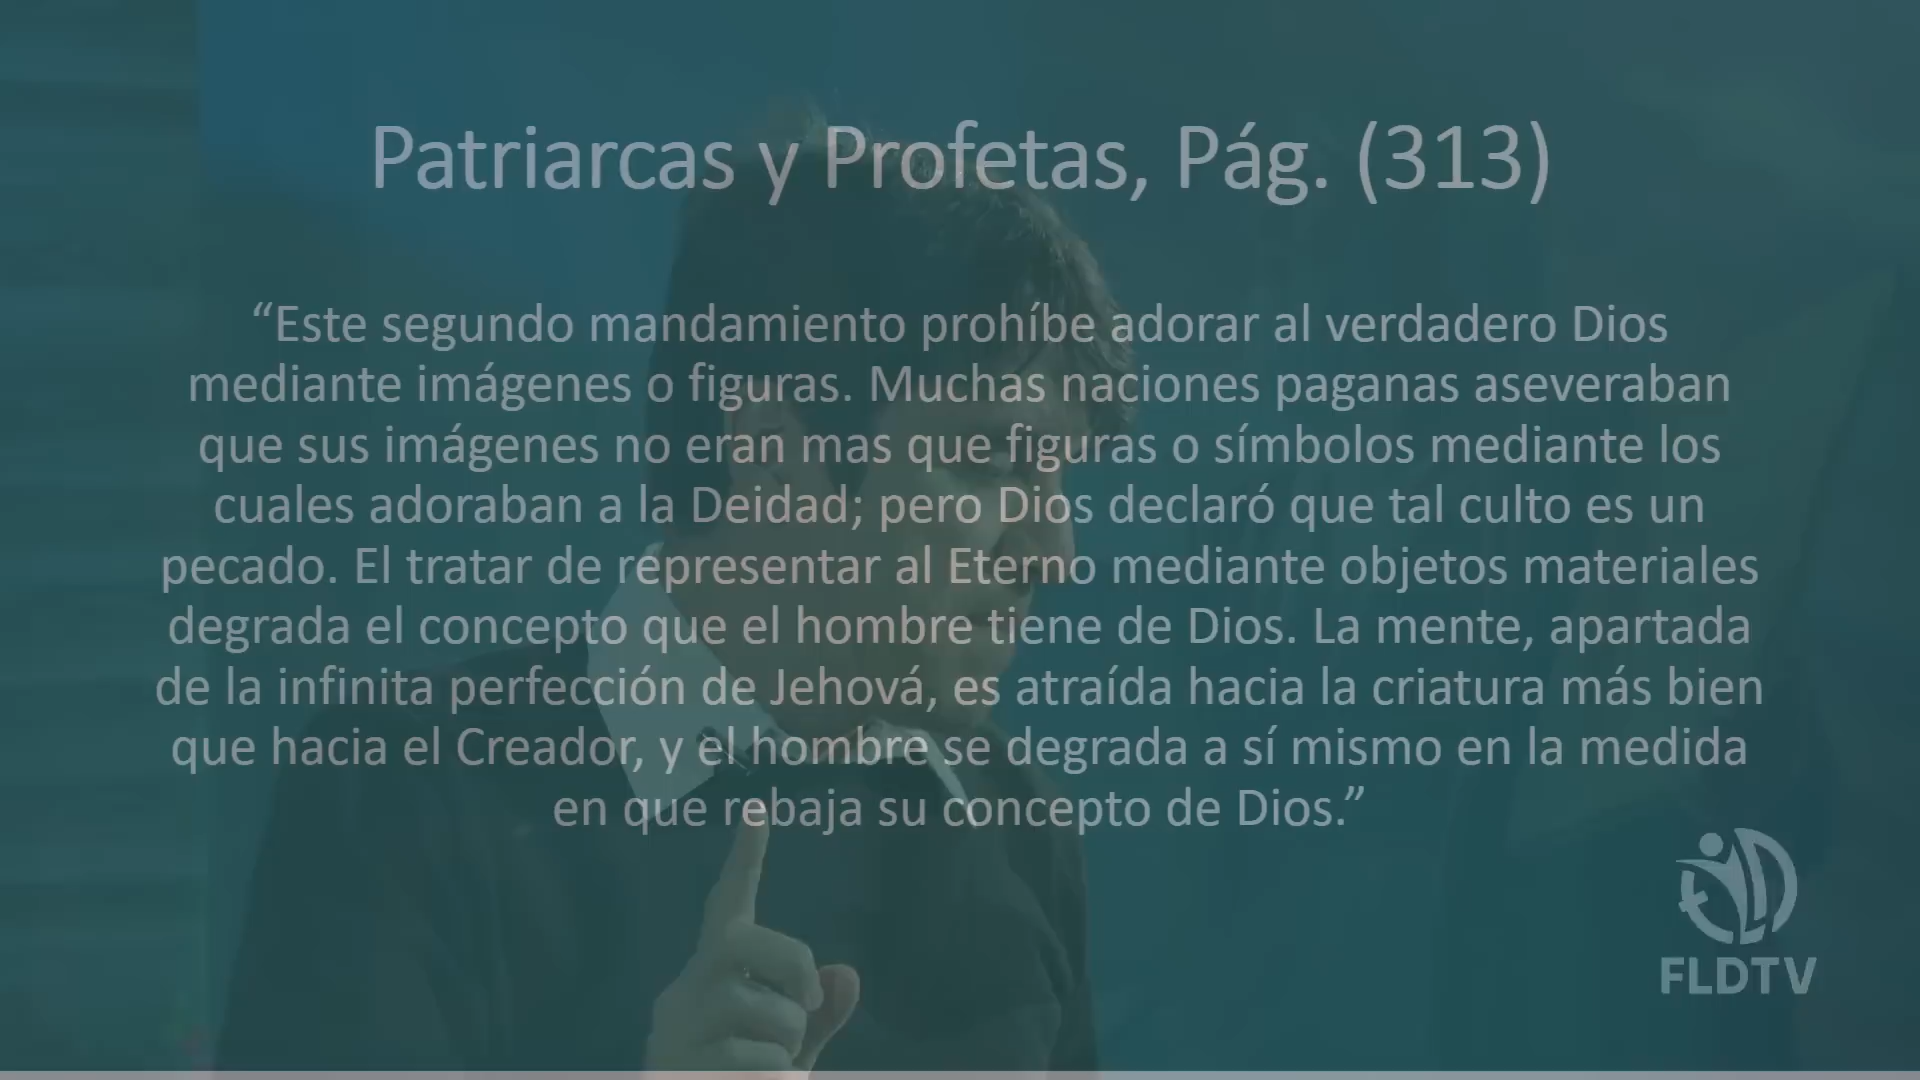 Patriarcas y Profetas, Pág. (313)
“Este segundo mandamiento prohíbe adorar al verdadero Dios
mediante imágenes o figuras. Muchas naciones paganas aseveraban
que sus imágenes no eran mas que figuras o símbolos mediante los
cuales adoraban a la Deidad; pero Dios declaró que tal culto es un
pecado. El tratar de representar al Eterno mediante objetos materiales
degrada el concepto que el hombre tiene de Dios. La mente, apartada
de la infinita perfección de Jehová, es atraída hacia la criatura más bien
que hacia el Creador, y el hombre se degrada a sí mismo en la medida
en que rebaja su concepto de Dios.”
FLDTV